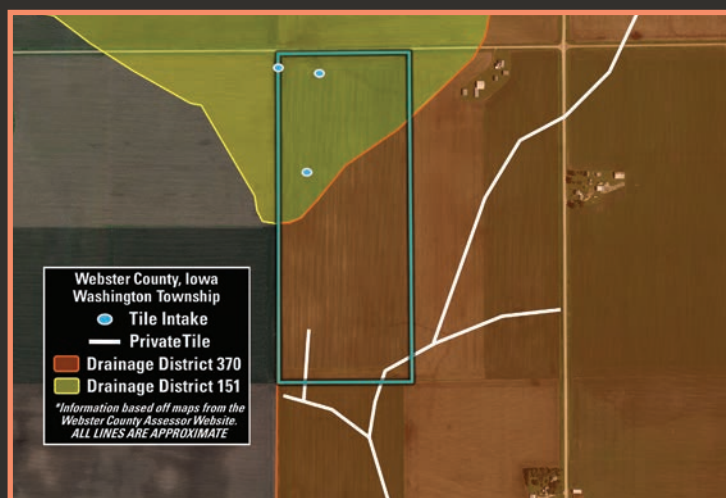 Webster County, Iowa
Washington Township
Tile Intake
Private Tile
Drainage District 370
Drainage District 151
*Information based off maps from the
Webster County Assessor Website.
ALL LINES ARE APPROXIMATE